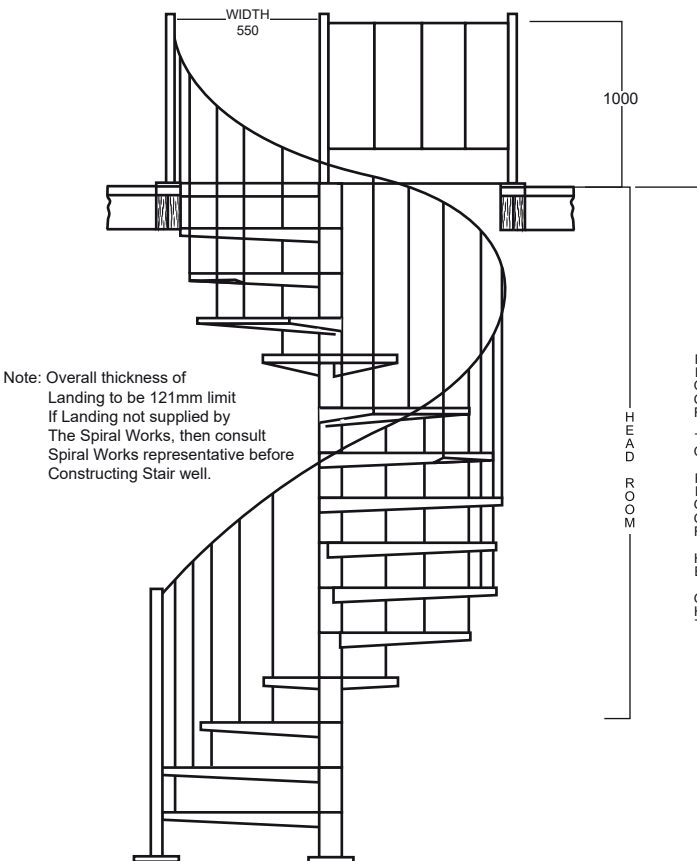 WIDTH
550
1000
Note: Overall thickness of
Landing to be 121mm limit
If Landing not supplied by
The Spiral Works, then consult
Spiral Works representative before
Constructing Stair well.
HEAD ROOM